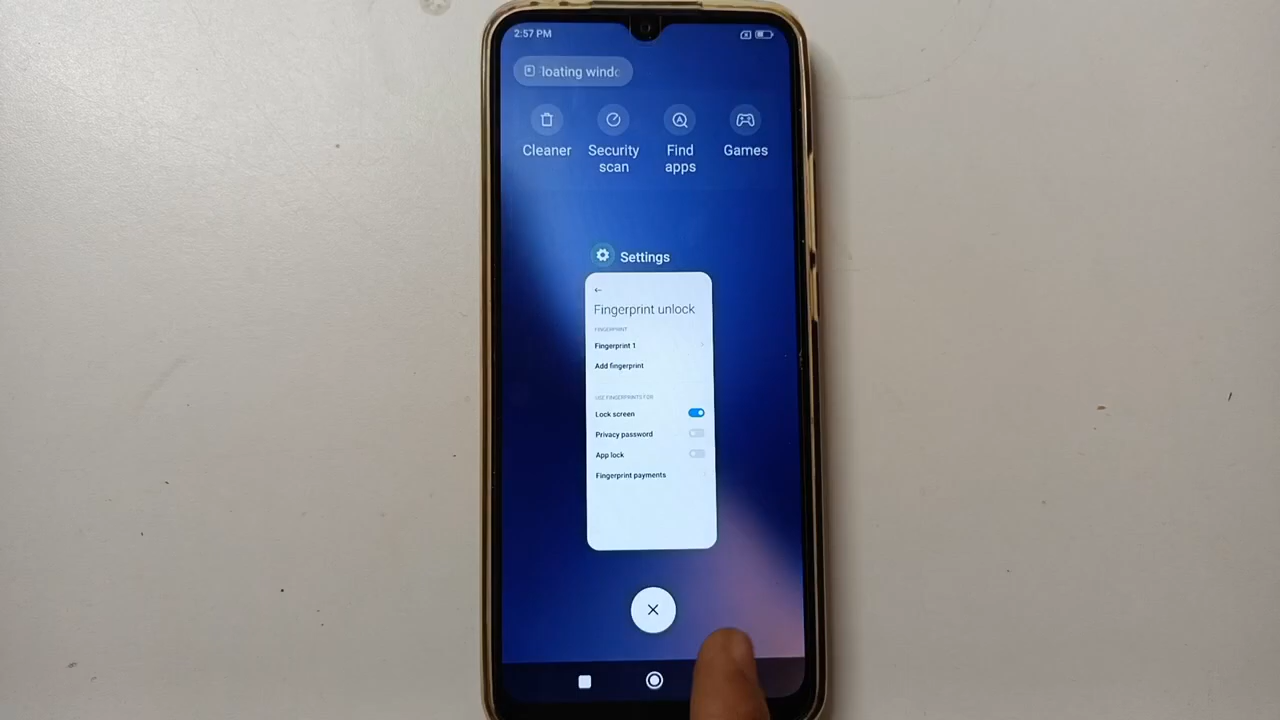 2:57 PM
loating windo
Cleaner
Security
scan
Find
apps
Games
Settings
Fingerprint unlock
FINGERPRINT
Fingerprint 1
Add fingerprint
USE FINGERPRINTS FOR
Lock screen
Privacy password
App lock
Fingerprint payments